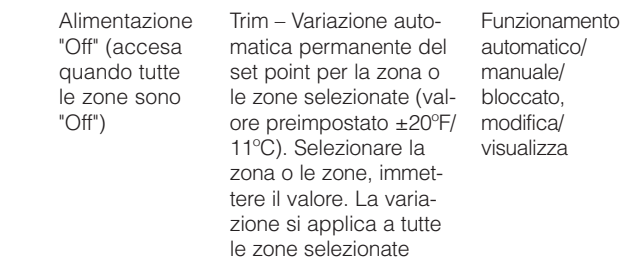 Alimentazione
"Off" (accesa
quando tutte
le zone sono
"Off")
Trim – Variazione auto-
matica permanente del
set point per la zona o
le zone selezionate (val-
ore preimpostato ±20ºF/
11ºC). Selezionare la
zona o le zone, immet-
tere il valore. La varia-
zione si applica a tutte
le zone selezionate
Funzionamento
automatico/
manuale/
bloccato,
modifica/
visualizza